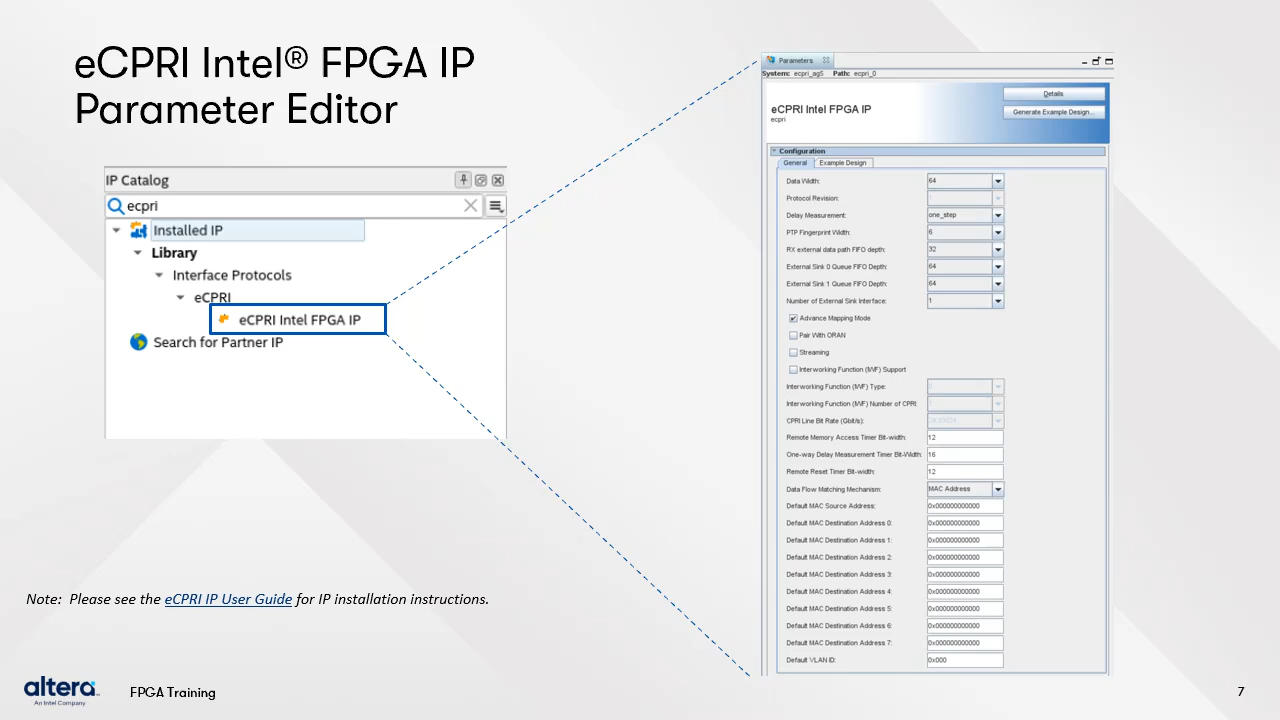 eCPRI Intel® FPGA IP
Parameter Editor
IP Catalog
ecpri
Installed IP
Library
Interface Protocols
eCPRI
eCPRI Intel FPGA IP
Search for Partner IP
Note: Please see the eCPRI IP User Guide for IP installation instructions.
Parameters
System: ecpri_ag5 Path: ecpri_0
Details
eCPRI Intel FPGA IP
ecpri
Generate Example Design...
Configuration
General Example Design
Data Width: 64
Protocol Revision:
Delay Measurement: one_step
PTP Fingerprint Width: 6
RX external data path FIFO depth: 32
External Sink 0 Queue FIFO Depth: 64
External Sink 1 Queue FIFO Depth: 64
Number of External Sink Interface: 1
Advance Mapping Mode
Pair With ORAN
Streaming
Interworking Function (IWF) Support
Interworking Function (IWF) Type:
Interworking Function (IWF) Number of CPRI:
CPRI Line Bit Rate (Gbit/s):
Remote Memory Access Timer Bit-width: 12
One-way Delay Measurement Timer Bit-Width: 16
Remote Reset Timer Bit-width: 12
Data Flow Matching Mechanism: MAC Address
Default MAC Source Address: 0x000000000000
Default MAC Destination Address 0: 0x000000000000
Default MAC Destination Address 1: 0x000000000000
Default MAC Destination Address 2: 0x000000000000
Default MAC Destination Address 3: 0x000000000000
Default MAC Destination Address 4: 0x000000000000
Default MAC Destination Address 5: 0x000000000000
Default MAC Destination Address 6: 0x000000000000
Default MAC Destination Address 7: 0x000000000000
Default VLAN ID: 0x000
altera
An Intel Company
FPGA Training
7